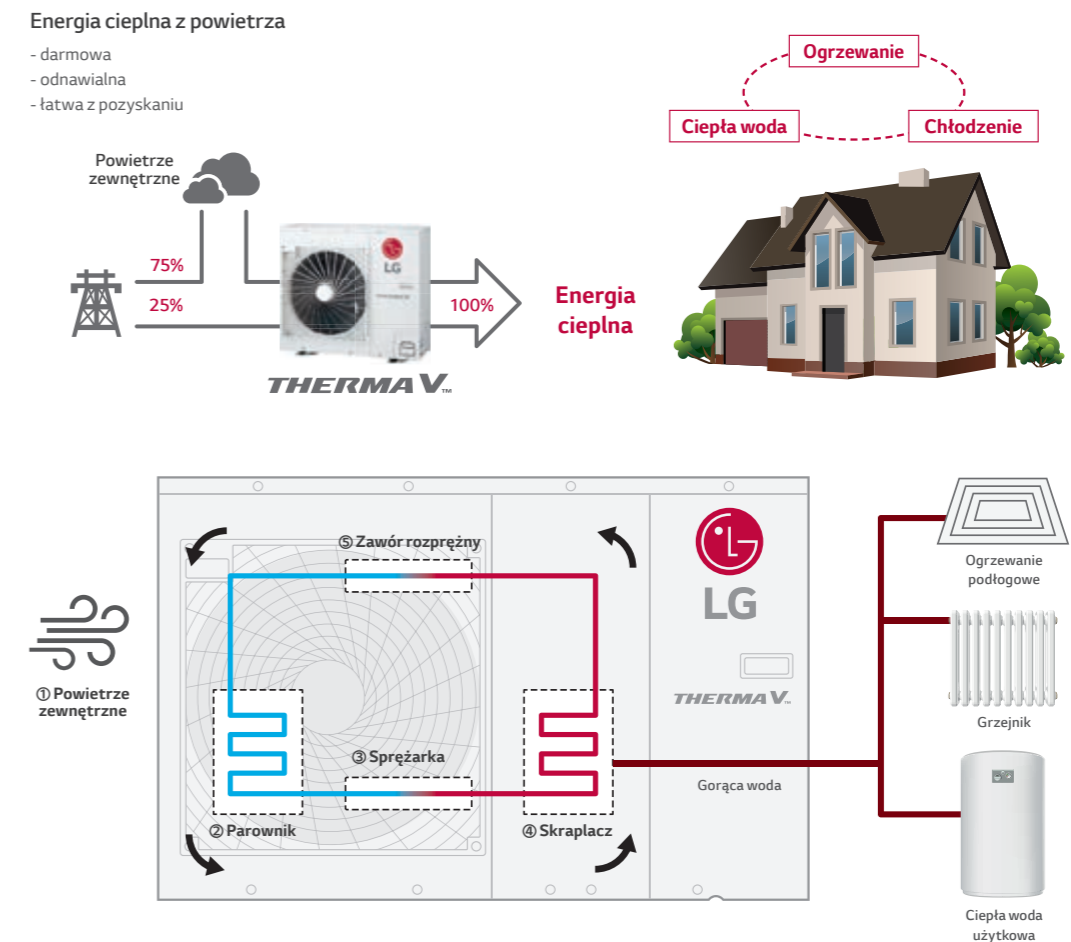 Energia cieplna z powietrza
- darmowa
- odnawialna
- łatwa z pozyskaniu
Ogrzewanie
Ciepła woda
Chłodzenie
Powietrze
zewnętrzne
75%
25%
LG
100%
Energia
cieplna
THERMA V™
⑤ Zawór rozprężny
LG
THERMA V™
① Powietrze
zewnętrzne
③ Sprężarka
② Parownik
④ Skraplacz
Gorąca woda
Ogrzewanie
podłogowe
Grzejnik
Ciepła woda
użytkowa